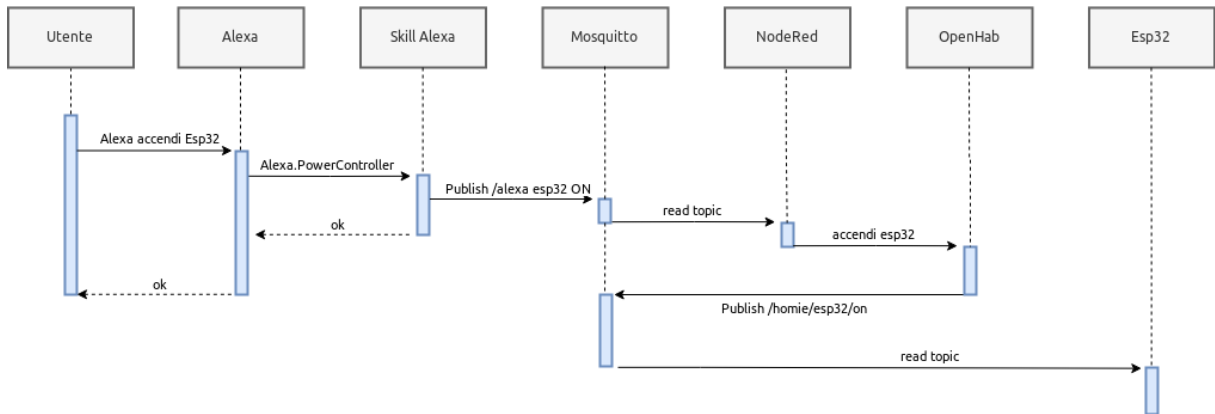 Utente
Alexa
Skill Alexa
Mosquitto
NodeRed
OpenHab
Esp32
Alexa accendi Esp32
Alexa.PowerController
Publish /alexa esp32 ON
read topic
ok
accendi esp32
ok
Publish /homie/esp32/on
read topic